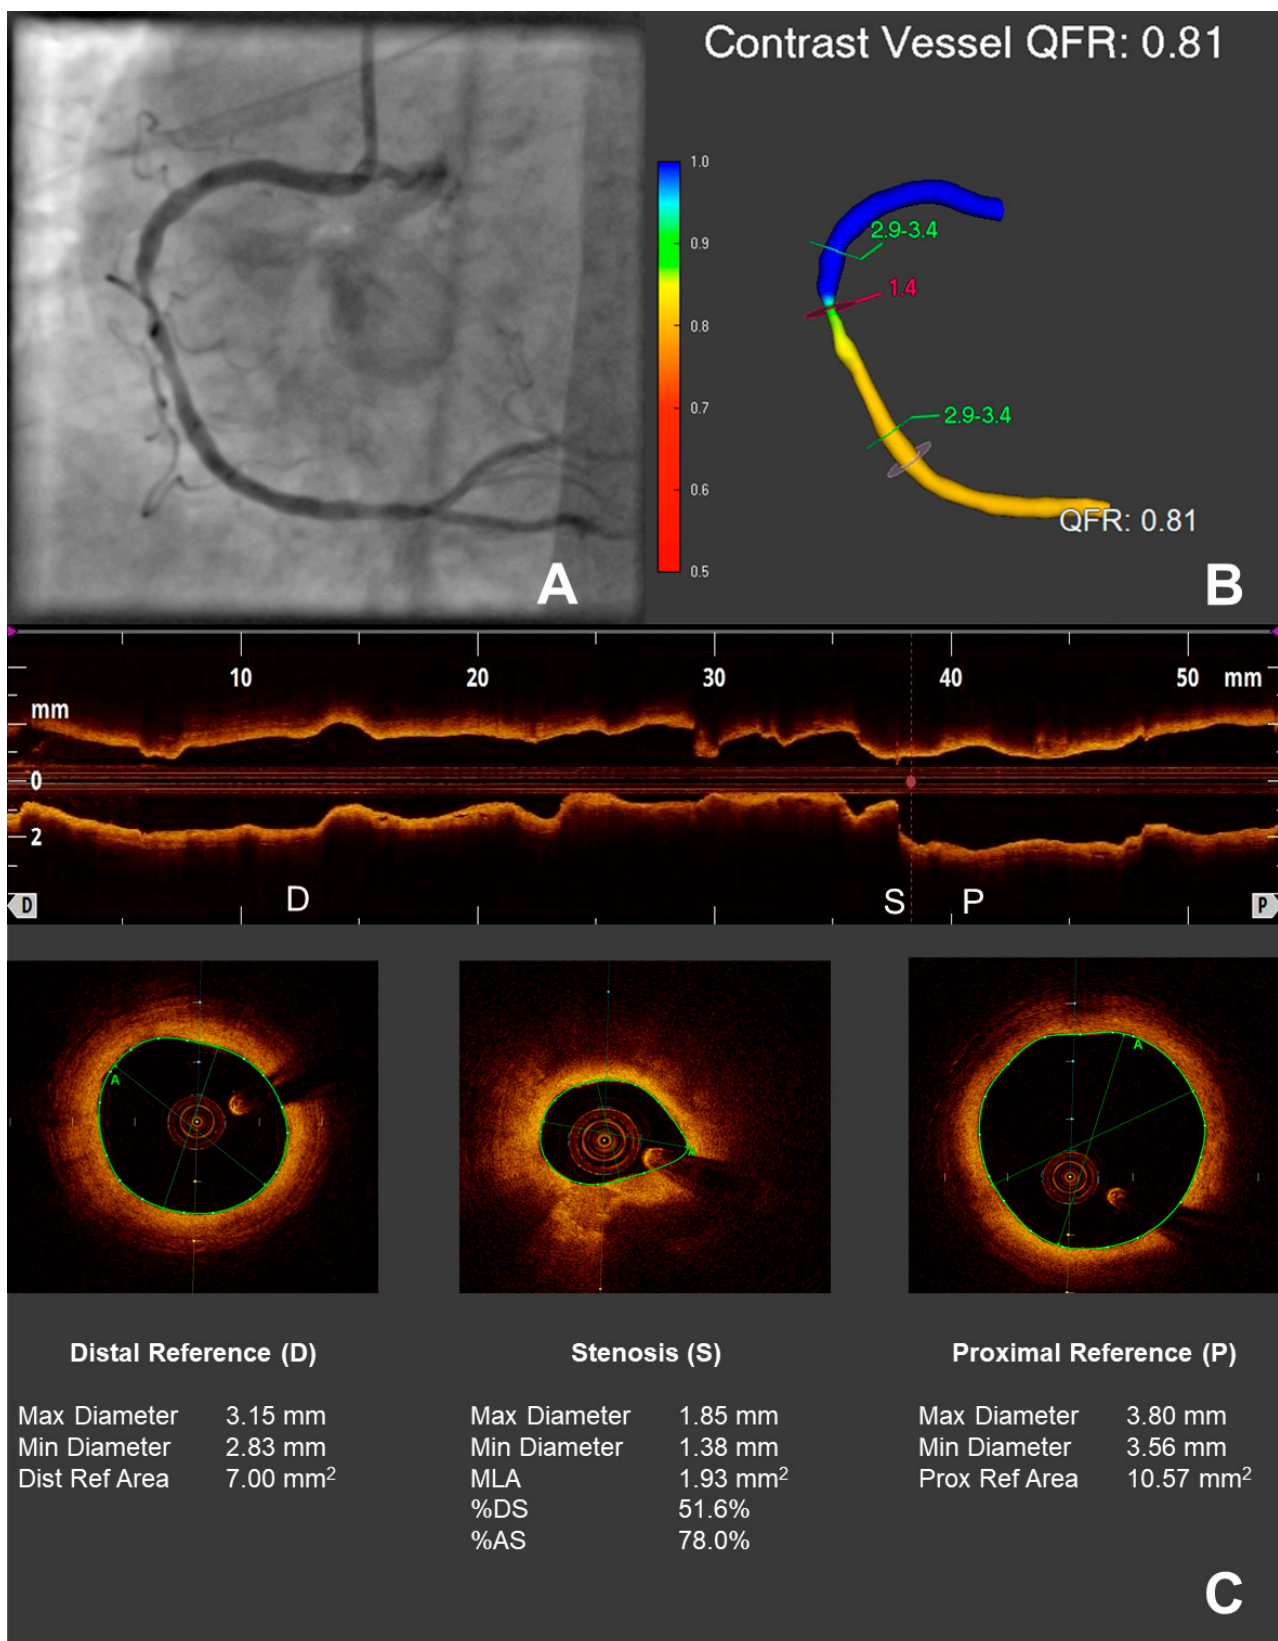 Contrast Vessel QFR: 0.81
1.0
0.9
0.8
0.7
0.6
0.5
2.9-3.4
1.4
2.9-3.4
QFR: 0.81
A
B
10 20 30 40 50 mm
mm
0
2
D S P
D P
A
A
A
Distal Reference (D)
Max Diameter 3.15 mm
Min Diameter 2.83 mm
Dist Ref Area 7.00 mm²
Stenosis (S)
Max Diameter 1.85 mm
Min Diameter 1.38 mm
MLA 1.93 mm²
%DS 51.6%
%AS 78.0%
Proximal Reference (P)
Max Diameter 3.80 mm
Min Diameter 3.56 mm
Prox Ref Area 10.57 mm²
C